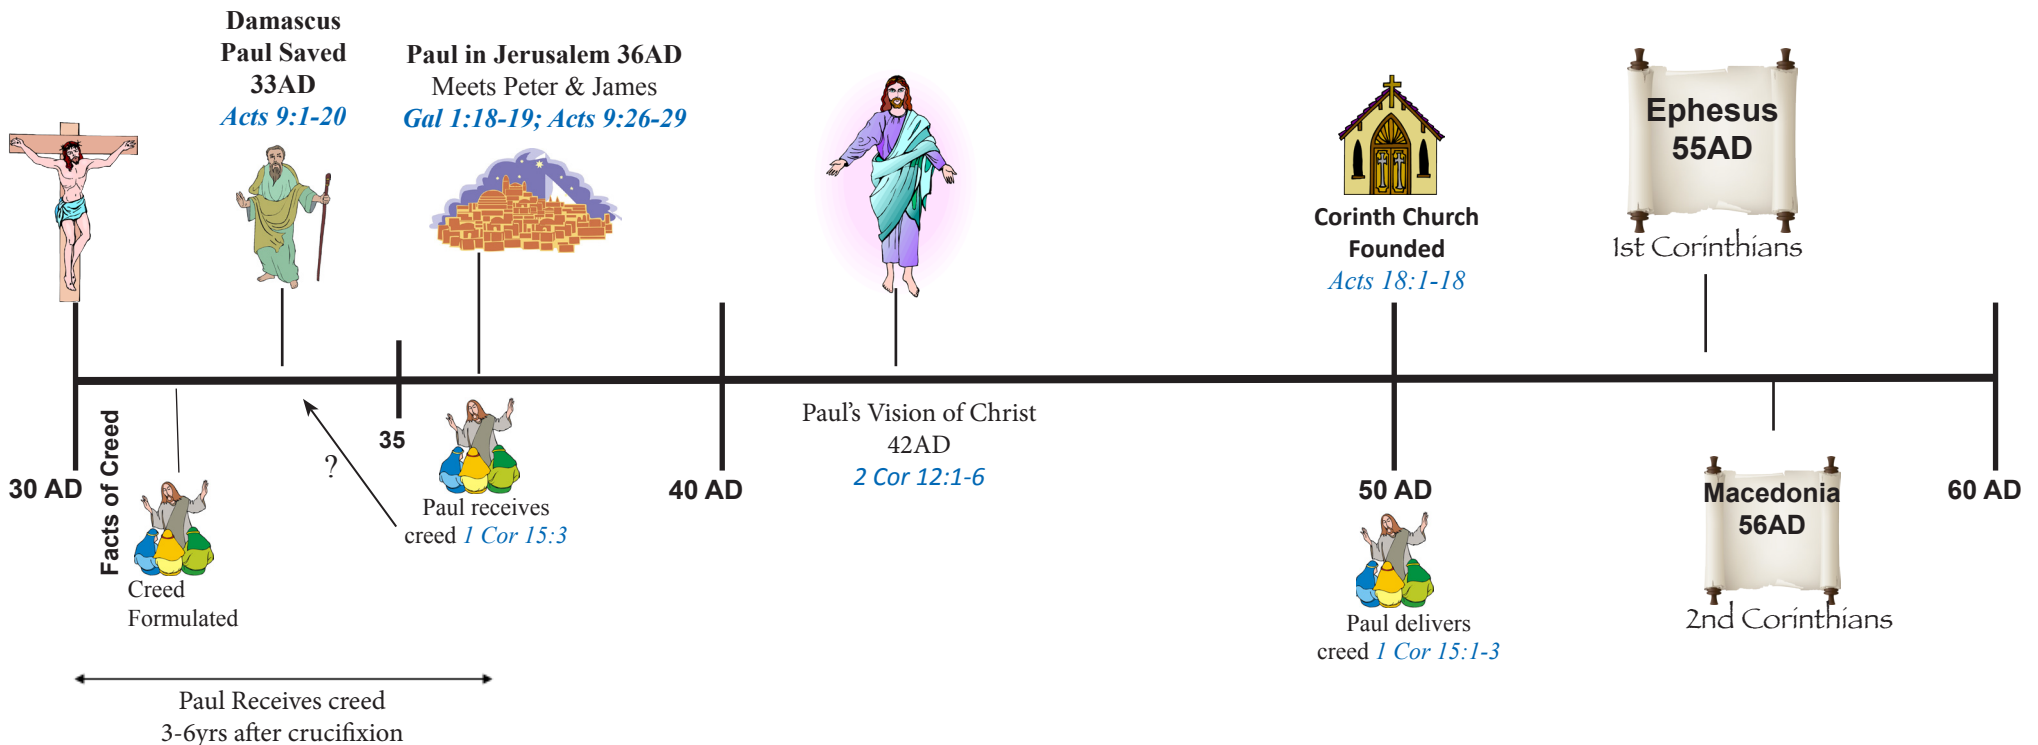 Damascus
Paul Saved
33AD
Acts 9:1-20
Paul in Jerusalem 36AD
Meets Peter & James
Gal 1:18-19; Acts 9:26-29
Corinth Church
Founded
Acts 18:1-18
Ephesus
55AD
1st Corinthians
30 AD
Facts of Creed
Creed
Formulated
?
35
Paul receives
creed 1 Cor 15:3
40 AD
Paul's Vision of Christ
42AD
2 Cor 12:1-6
50 AD
Paul delivers
creed 1 Cor 15:1-3
Macedonia
56AD
2nd Corinthians
60 AD
Paul Receives creed
3-6yrs after crucifixion